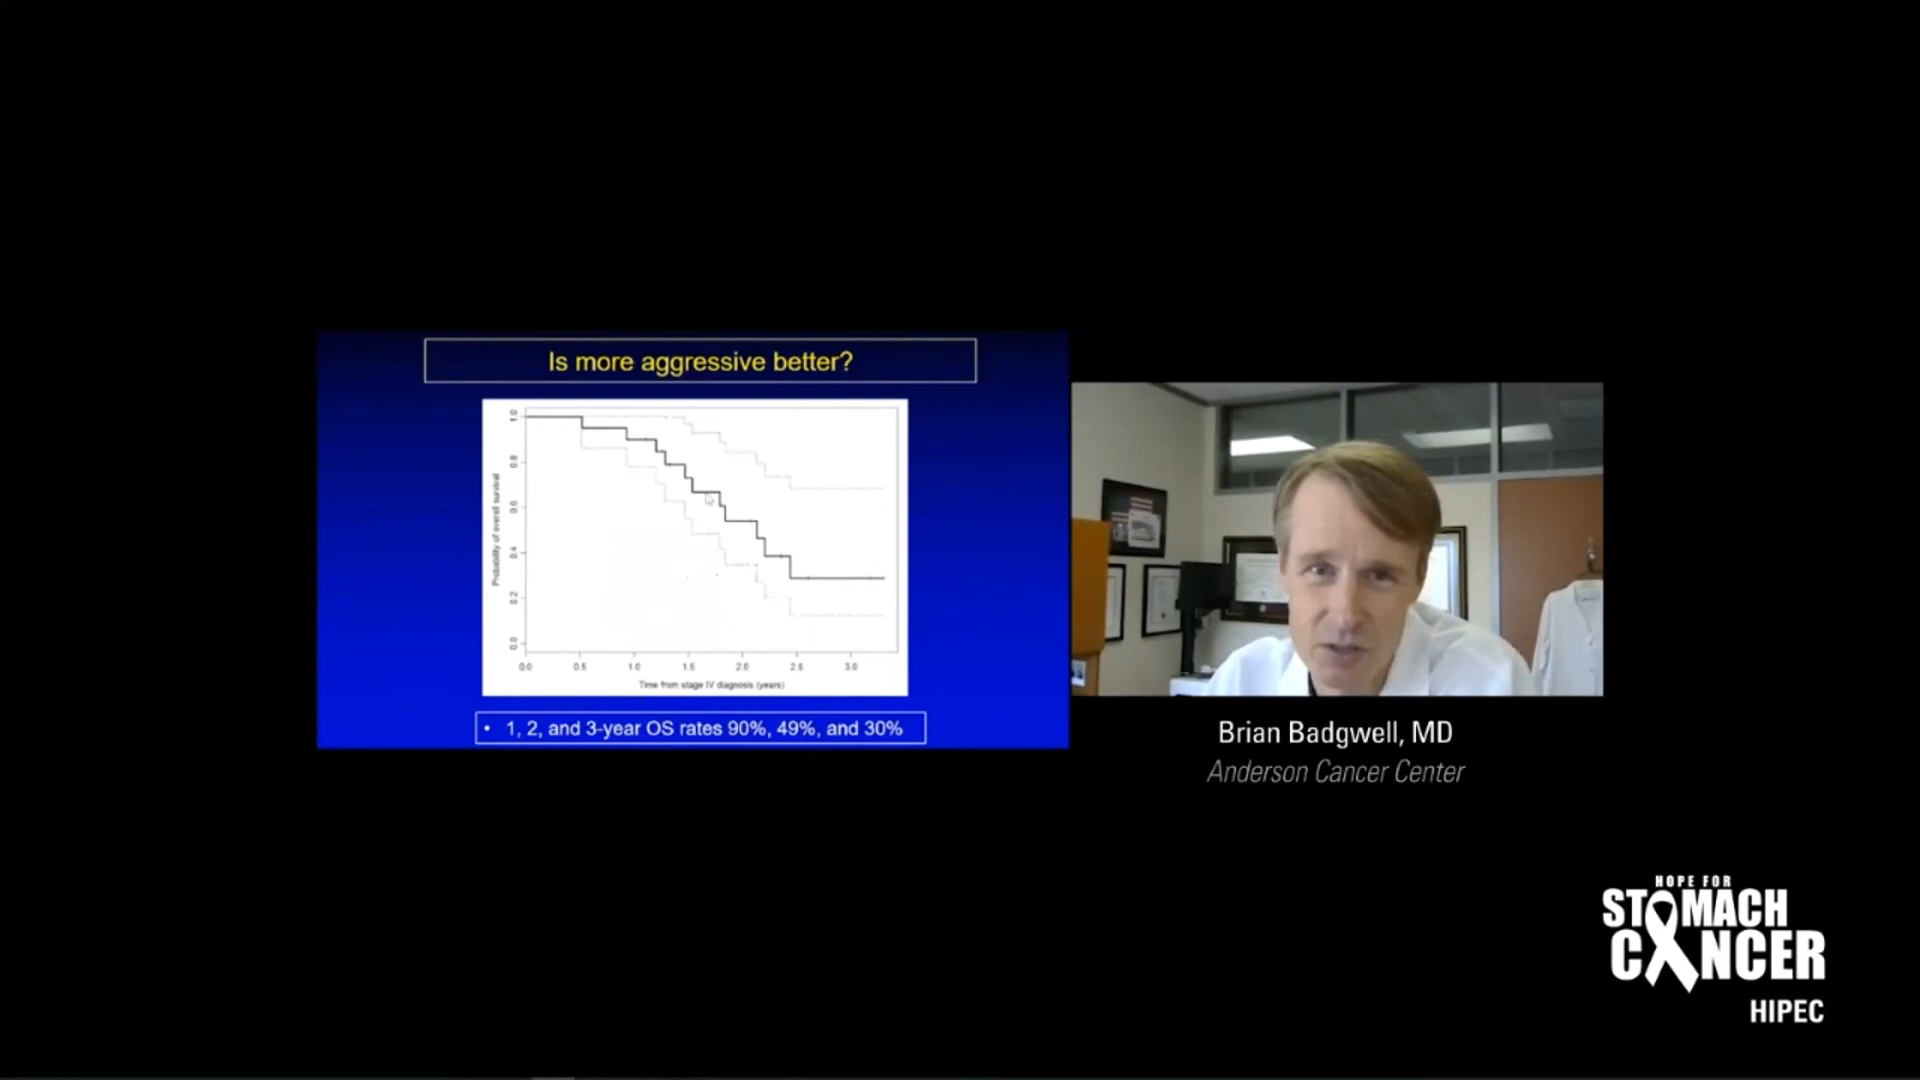 Is more aggressive better?
1.0
0.8
0.6
0.4
0.2
0.0
Probability of overall survival
0.0 0.5 1.0 1.5 2.0 2.5 3.0
Time from stage IV diagnosis (years)
• 1, 2, and 3-year OS rates 90%, 49%, and 30%
Brian Badgwell, MD
Anderson Cancer Center
HOPE FOR
STOMACH
CANCER
HIPEC